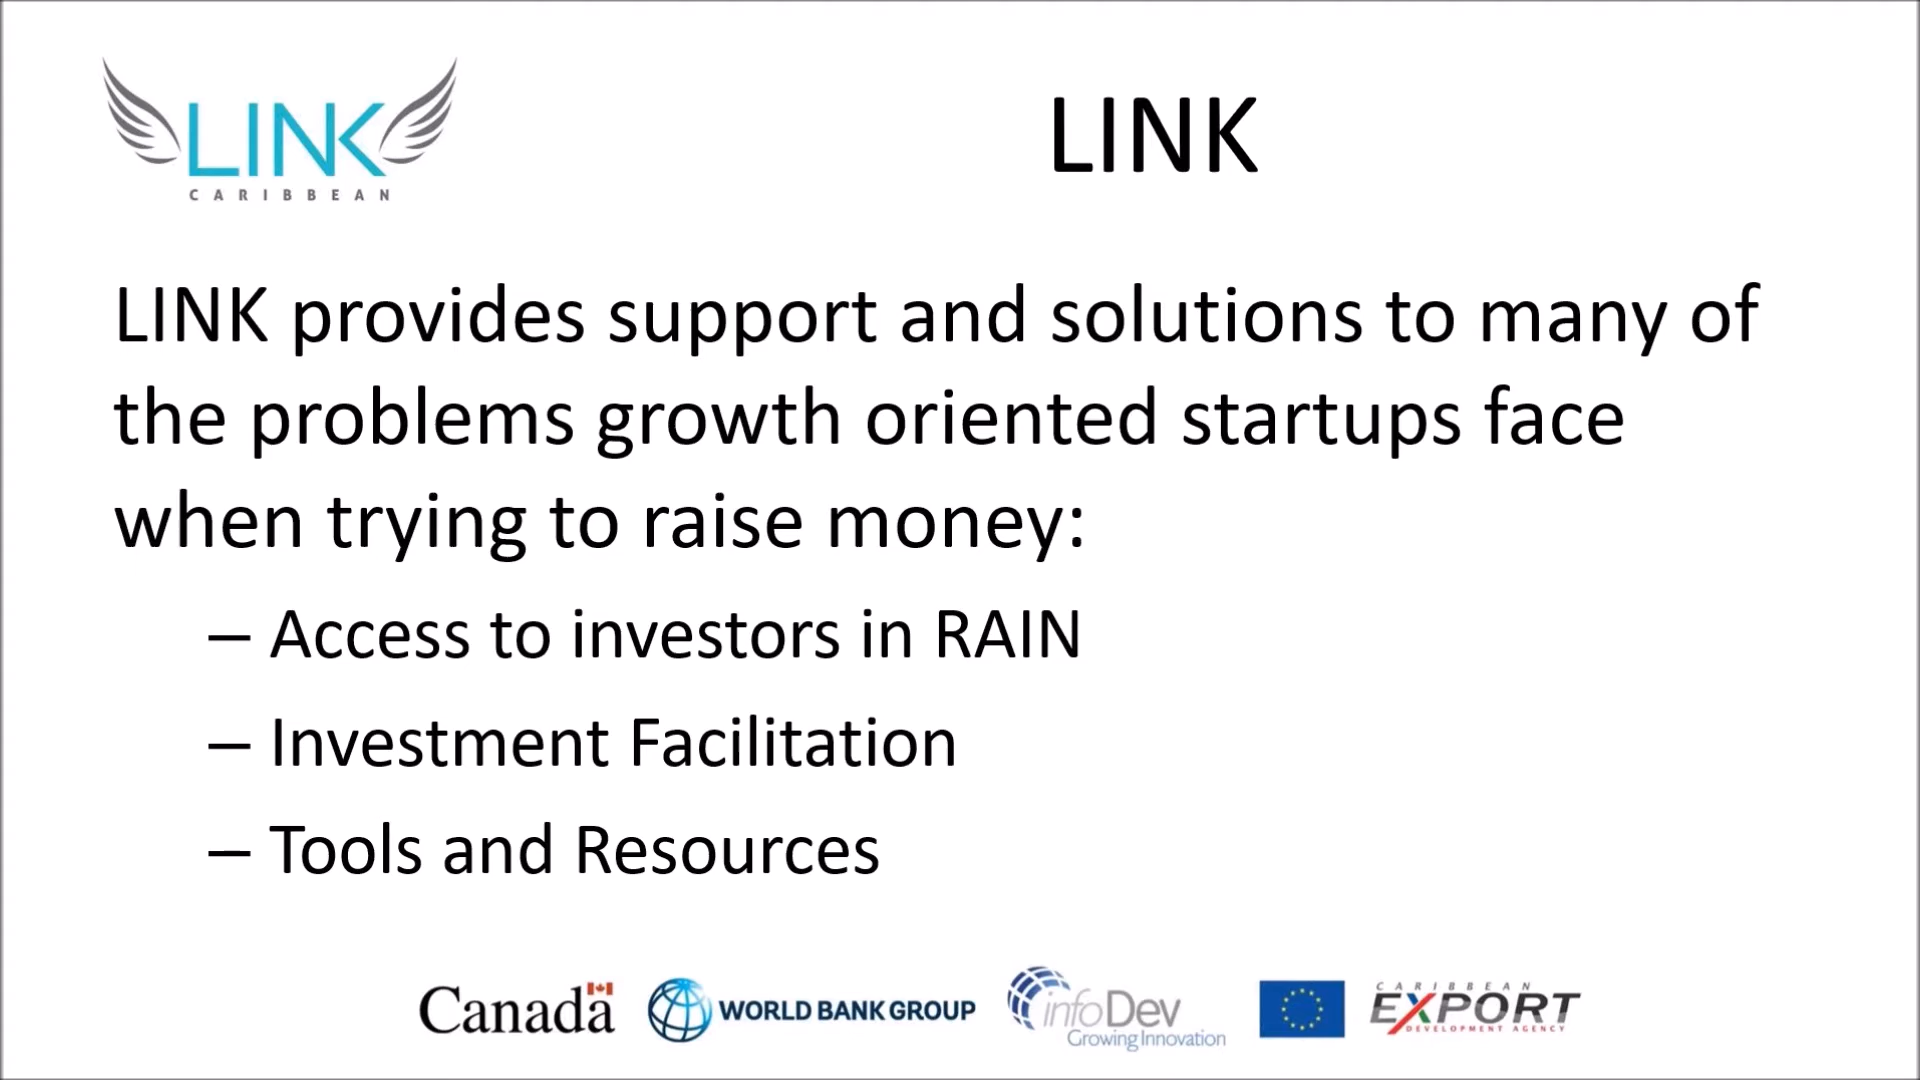 LINK
CARIBBEAN
LINK
LINK provides support and solutions to many of
the problems growth oriented startups face
when trying to raise money:
– Access to investors in RAIN
– Investment Facilitation
– Tools and Resources
Canada
WORLD BANK GROUP
infoDev
Growing Innovation
CARIBBEAN
EXPORT
DEVELOPMENT AGENCY